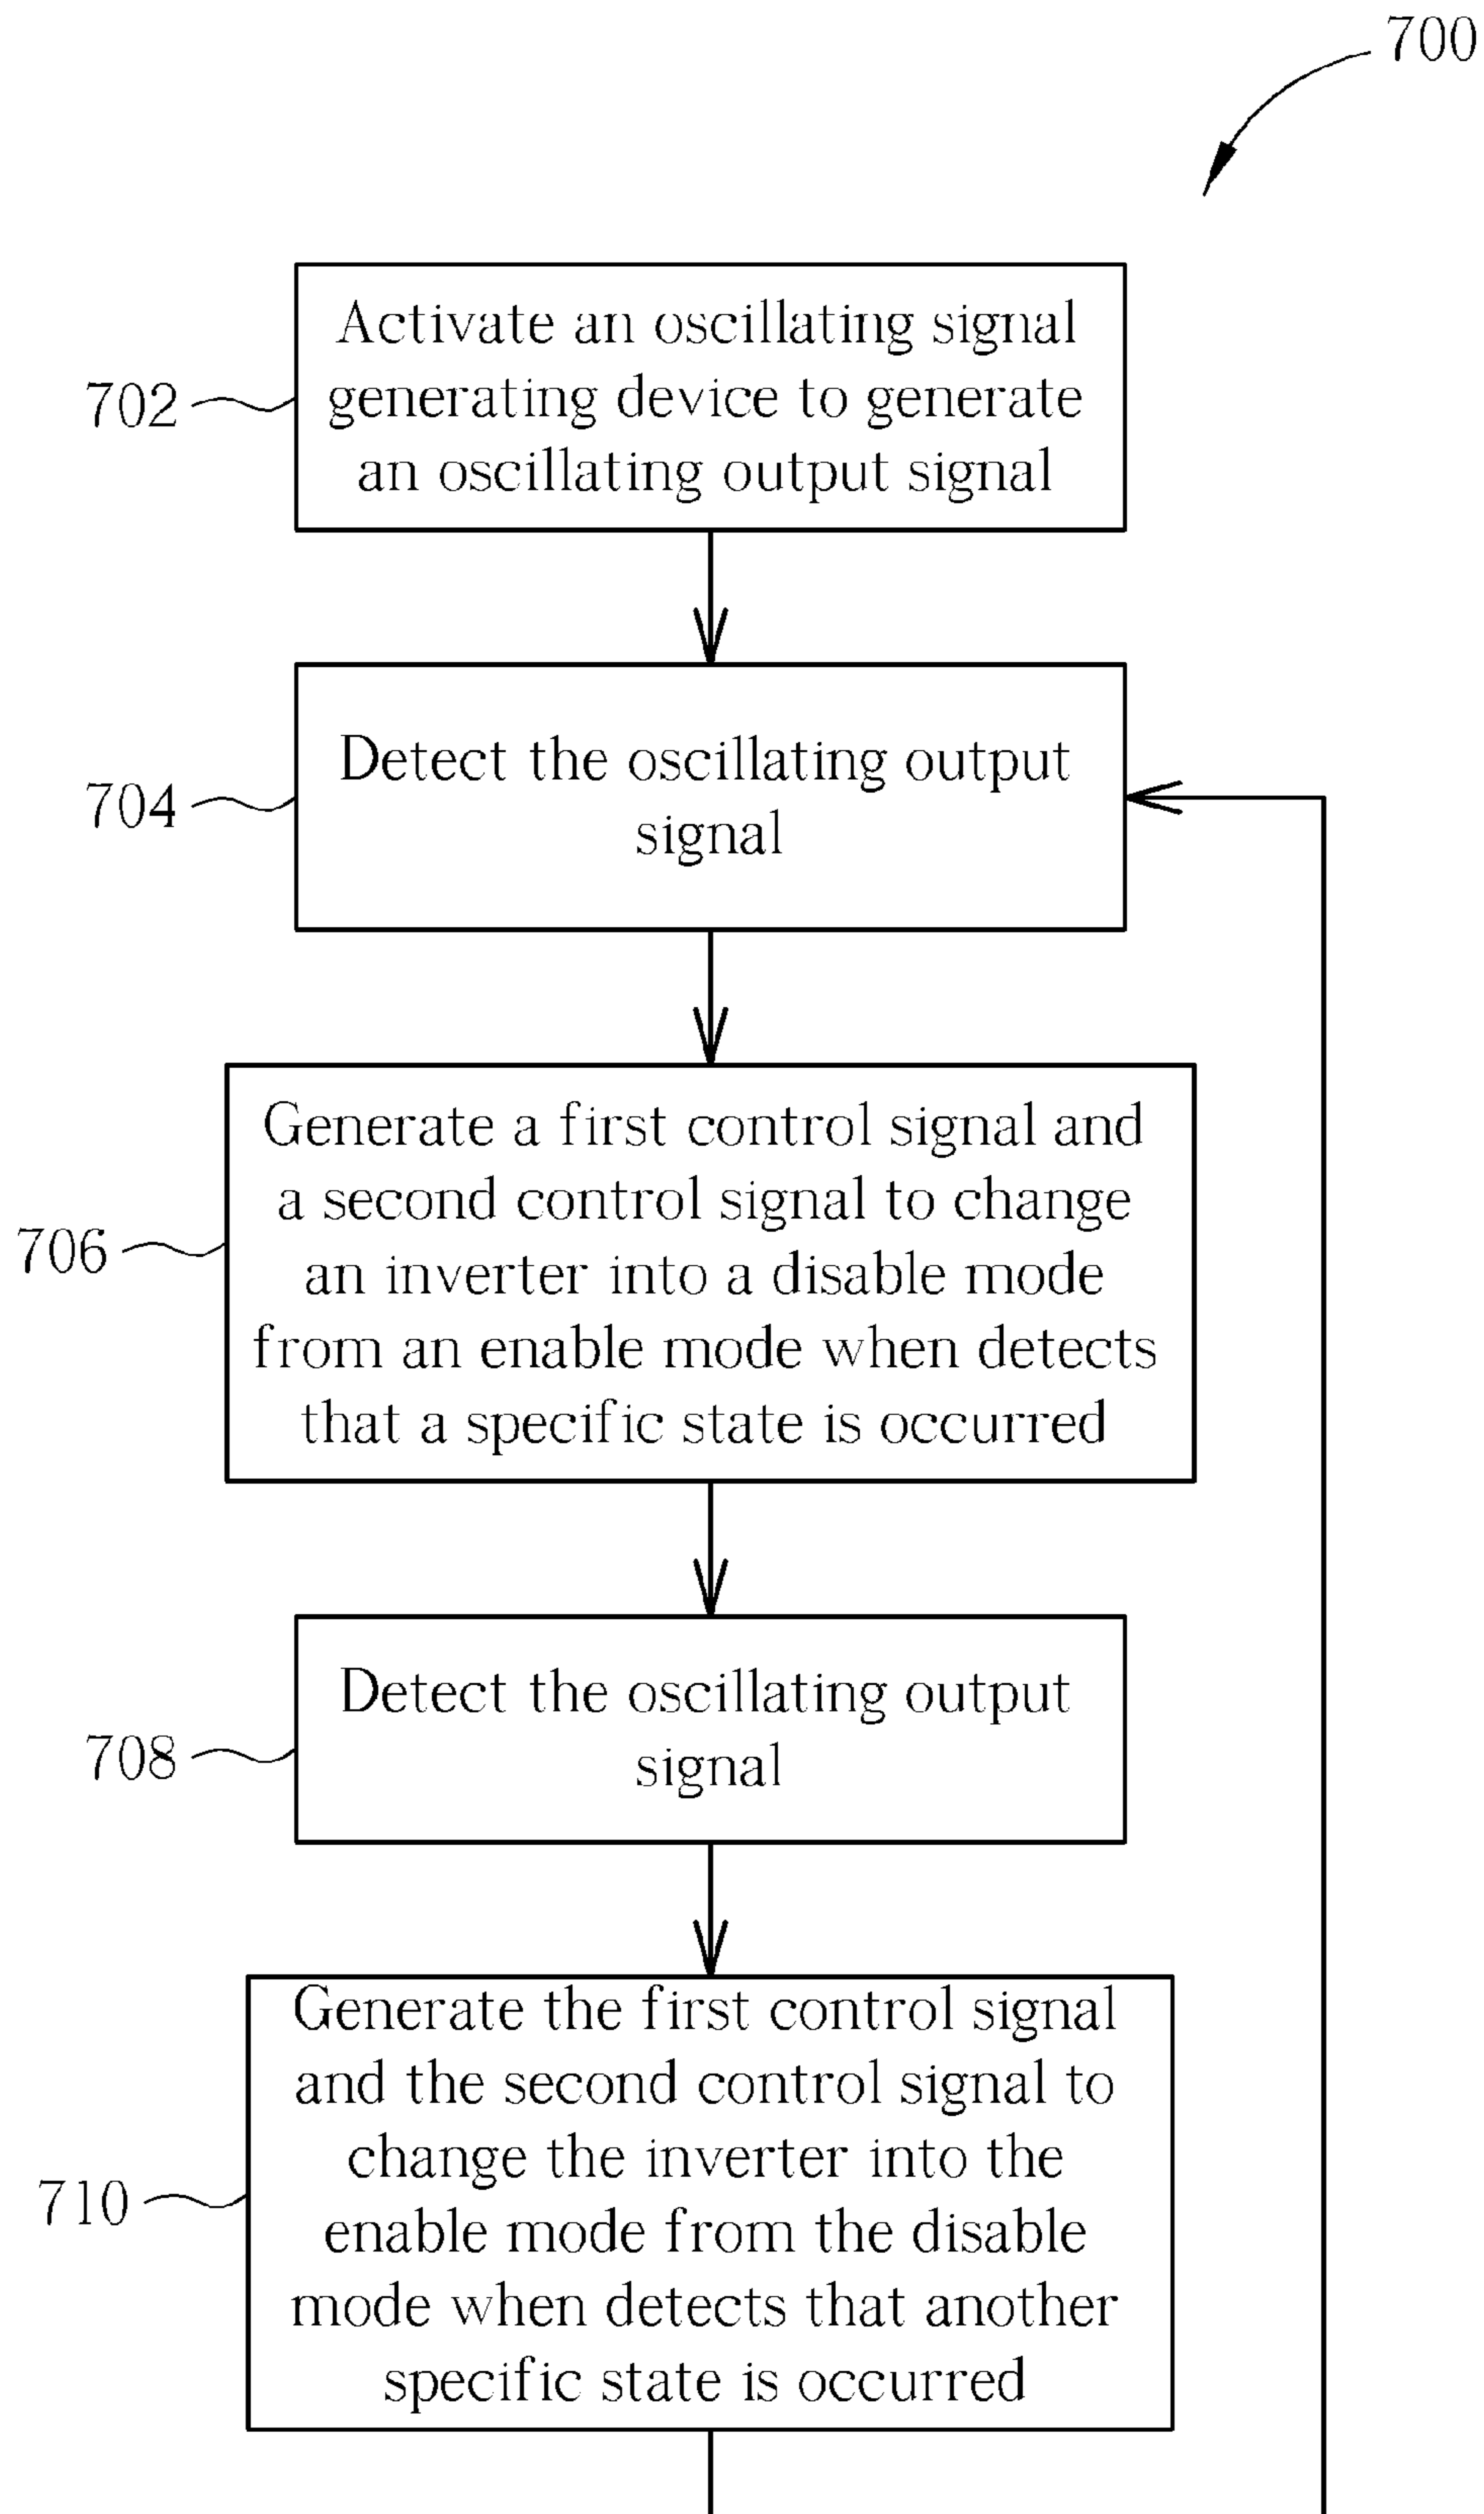 700
Activate an oscillating signal
generating device to generate
an oscillating output signal
702
Detect the oscillating output
signal
704
Generate a first control signal and
a second control signal to change
an inverter into a disable mode
from an enable mode when detects
that a specific state is occurred
706
Detect the oscillating output
signal
708
Generate the first control signal
and the second control signal to
change the inverter into the
enable mode from the disable
mode when detects that another
specific state is occurred
710